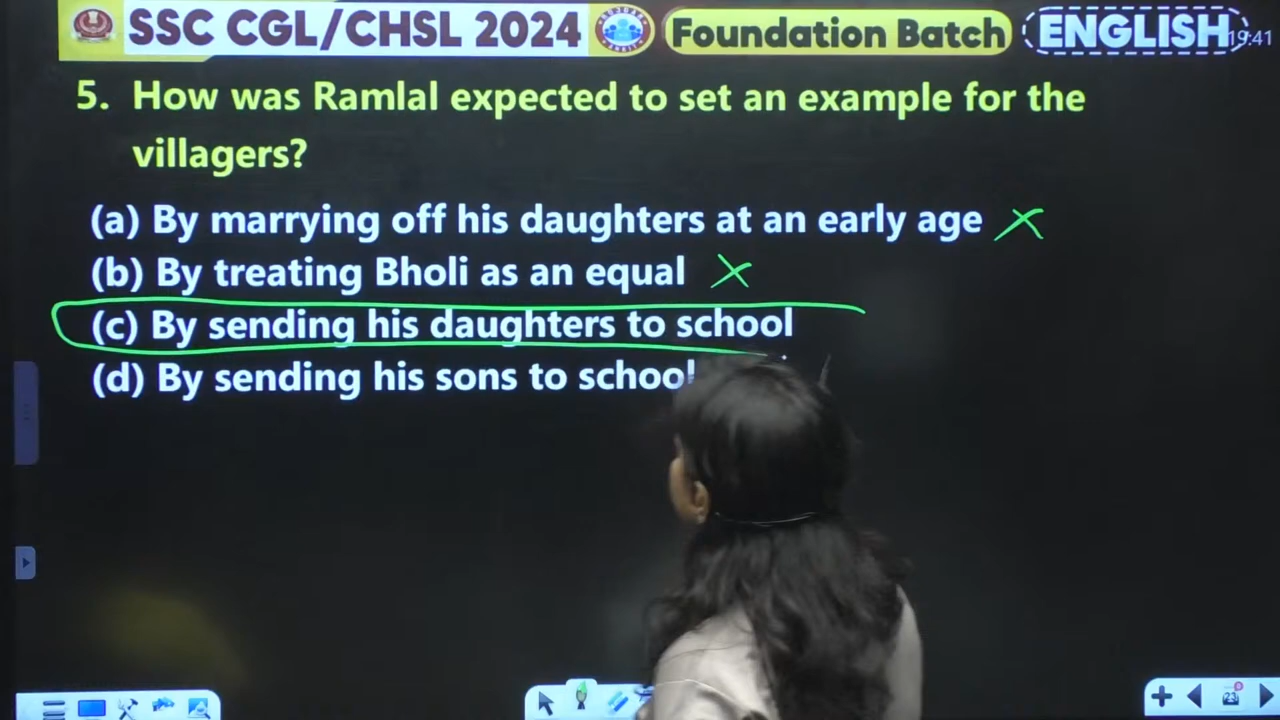 SSC CGL/CHSL 2024 Foundation Batch ENGLISH 19:41
5. How was Ramlal expected to set an example for the
villagers?
(a) By marrying off his daughters at an early age
(b) By treating Bholi as an equal
(c) By sending his daughters to school
(d) By sending his sons to school
23